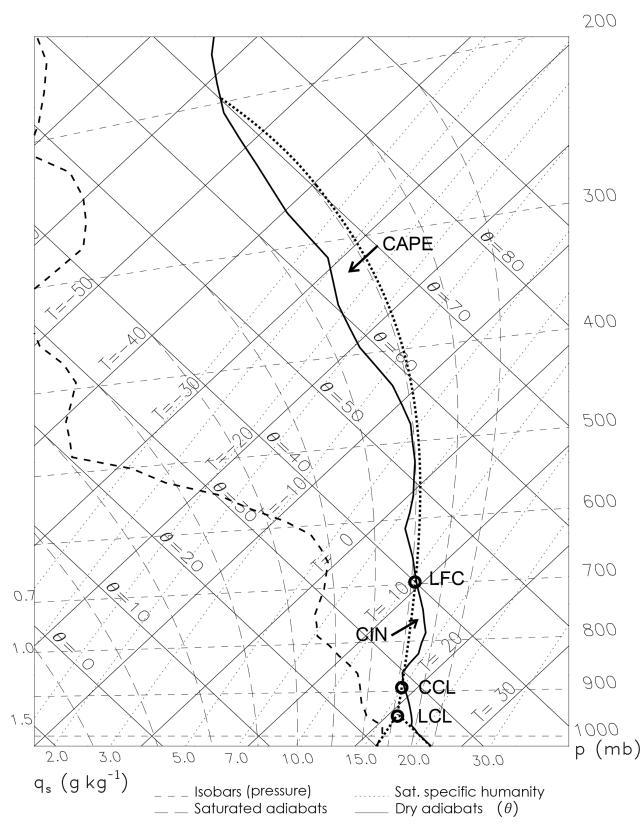 200
300
CAPE
θ=80
T=-50
θ=70
400
T=-40
θ=60
T=-30
θ=50
500
T=-20
θ=40
T=-10
θ=30
600
T= 0
θ=20
LFC
700
0.7
θ=10
T= 10
CIN
800
1.0
θ= 0
T= 20
CCL
900
T= 30
1.5
LCL
1000
2.0 3.0 5.0 7.0 10.0 15.0 20.0 30.0
p (mb)
qs (g kg⁻¹)
Isobars (pressure)
Sat. specific humanity
Saturated adiabats
Dry adiabats (θ)